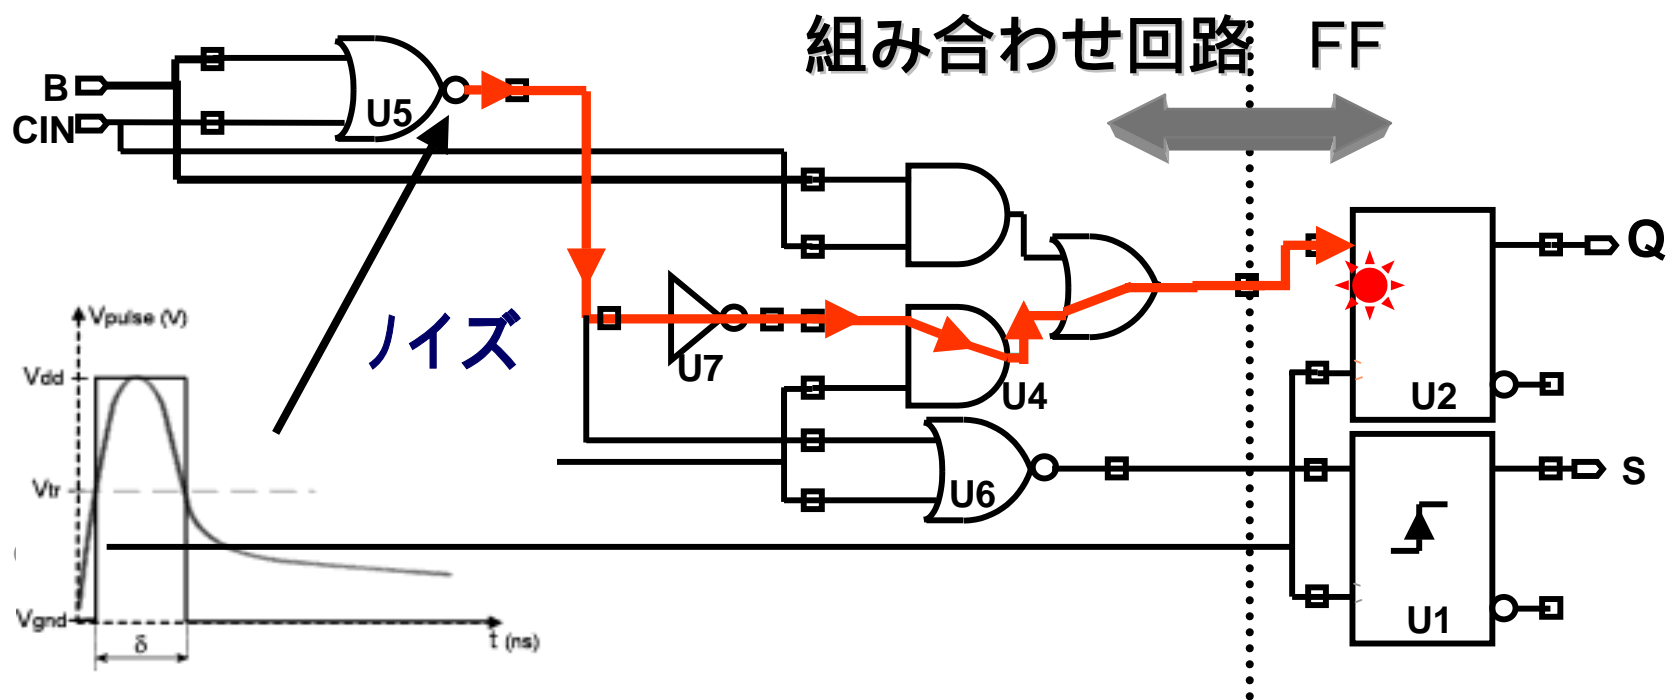 組み合わせ回路
FF
B
CIN
U5
Q
ノイズ
U7
U4
U2
Vpulse (V)
Vdd
Vtr
Vgnd
δ
t (ns)
U6
S
U1